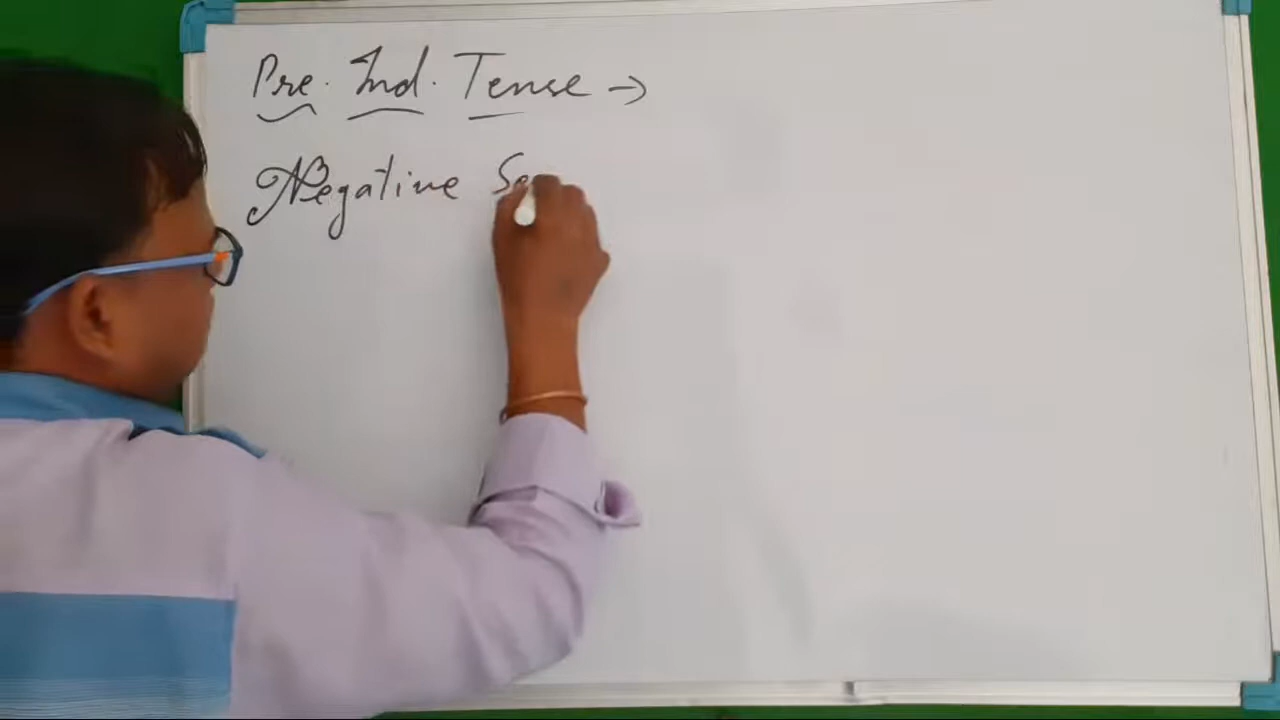 Pre. Ind. Tense →
Negative Se